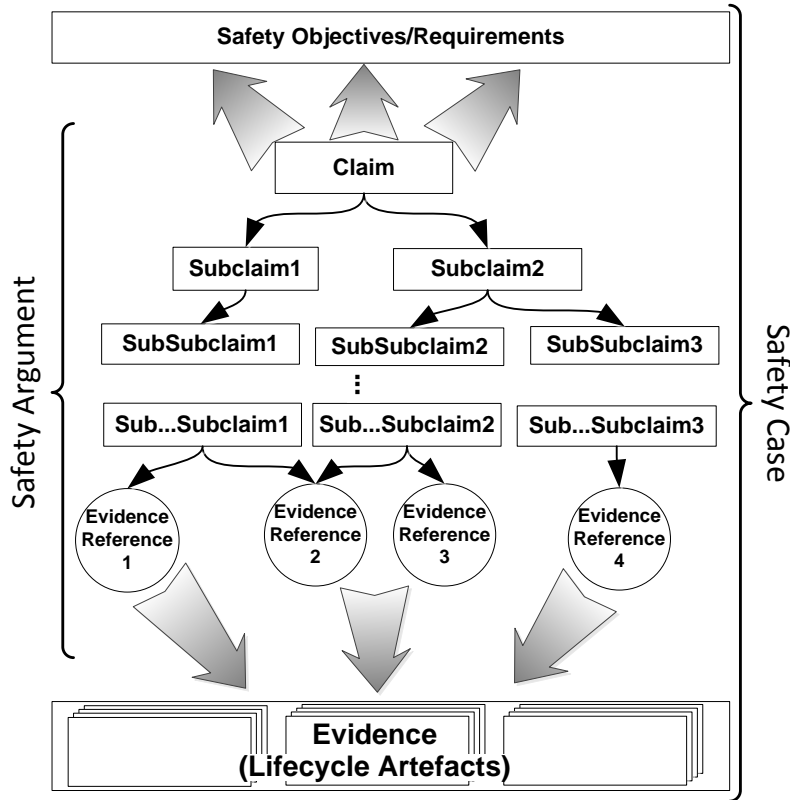 Safety Objectives/Requirements
Claim
Subclaim1
Subclaim2
SubSubclaim1
SubSubclaim2
SubSubclaim3
...
Sub...Subclaim1
Sub...Subclaim2
Sub...Subclaim3
Evidence
Reference
1
Evidence
Reference
2
Evidence
Reference
3
Evidence
Reference
4
Evidence
(Lifecycle Artefacts)
Safety Argument
Safety Case